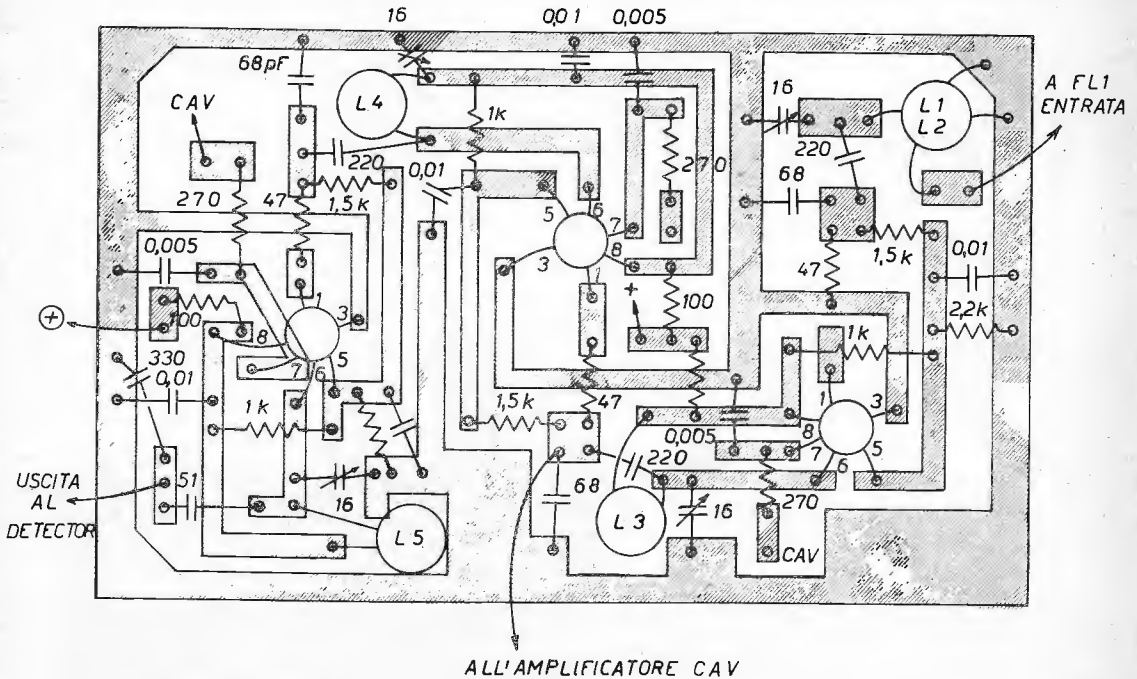 16
0,01
0,005
68pF
CAV
L4
1k
16
L1
L2
A FL1
ENTRATA
220
220
270
0,01
68
270
47
1,5k
5
6
7
8
3
1
47
1,5k
0,01
0,005
+
100
2,2k
+
100
8
1
3
5
7
6
1k
1
3
330
0,01
1k
1,5k
47
0,005
8
7
5
6
220
USCITA
AL
DETECTOR
51
16
68
L3
16
270
L5
CAV
ALL'AMPLIFICATORE CAV